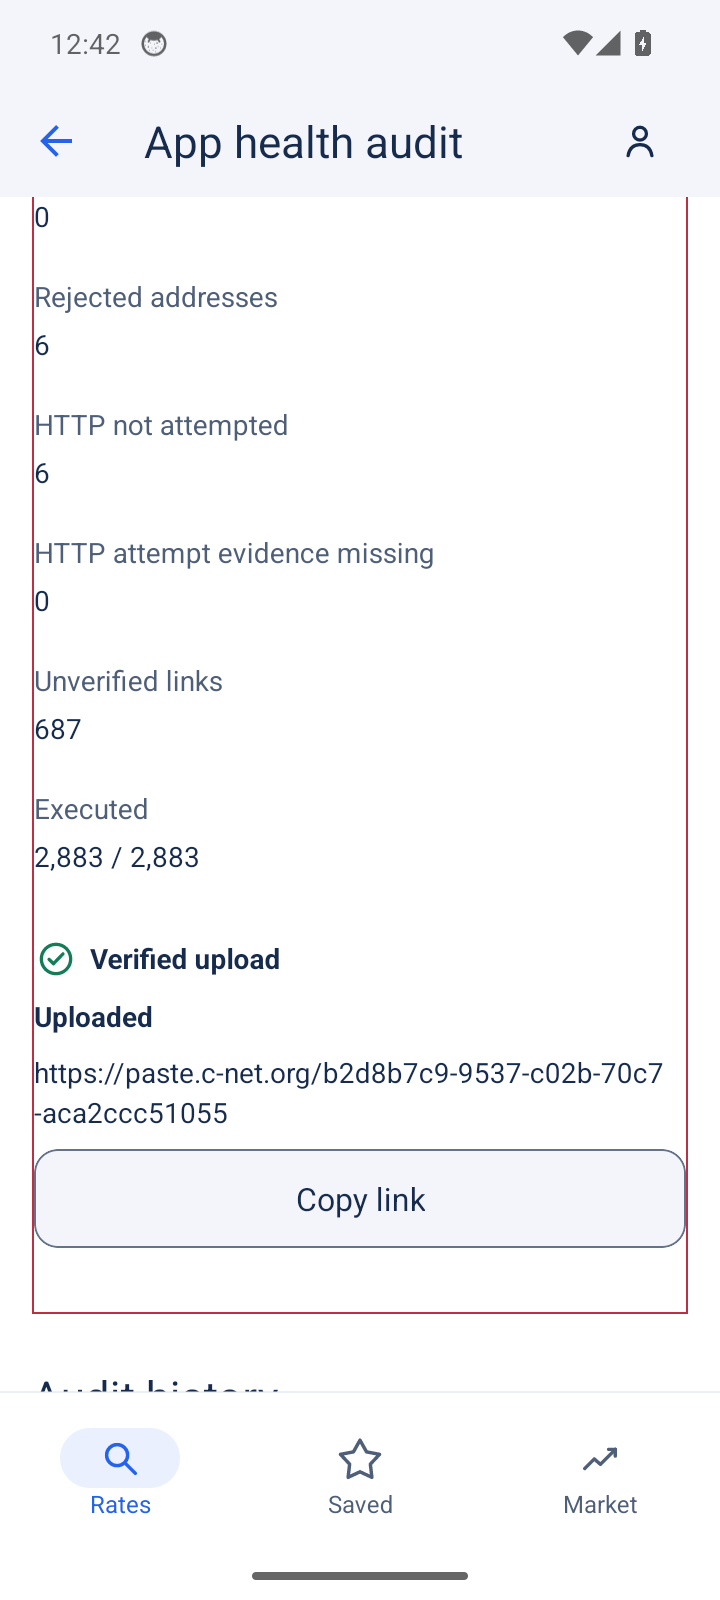 12:42
App health audit
0
Rejected addresses
6
HTTP not attempted
6
HTTP attempt evidence missing
0
Unverified links
687
Executed
2,883 / 2,883
Verified upload
Uploaded
https://paste.c-net.org/b2d8b7c9-9537-c02b-70c7
-aca2ccc51055
Copy link
Audit history
Rates
Saved
Market